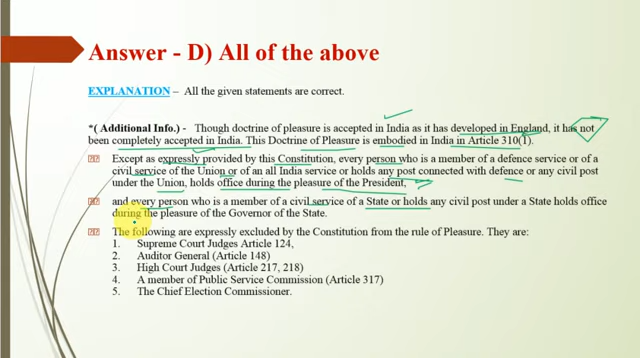 Answer - D) All of the above
EXPLANATION – All the given statements are correct.
*( Additional Info.) - Though doctrine of pleasure is accepted in India as it has developed in England, it has not
been completely accepted in India. This Doctrine of Pleasure is embodied in India in Article 310(1).
Except as expressly provided by this Constitution, every person who is a member of a defence service or of a
civil service of the Union or of an all India service or holds any post connected with defence or any civil post
under the Union, holds office during the pleasure of the President,
and every person who is a member of a civil service of a State or holds any civil post under a State holds office
during the pleasure of the Governor of the State.
The following are expressly excluded by the Constitution from the rule of Pleasure. They are:
1. Supreme Court Judges Article 124,
2. Auditor General (Article 148)
3. High Court Judges (Article 217, 218)
4. A member of Public Service Commission (Article 317)
5. The Chief Election Commissioner.